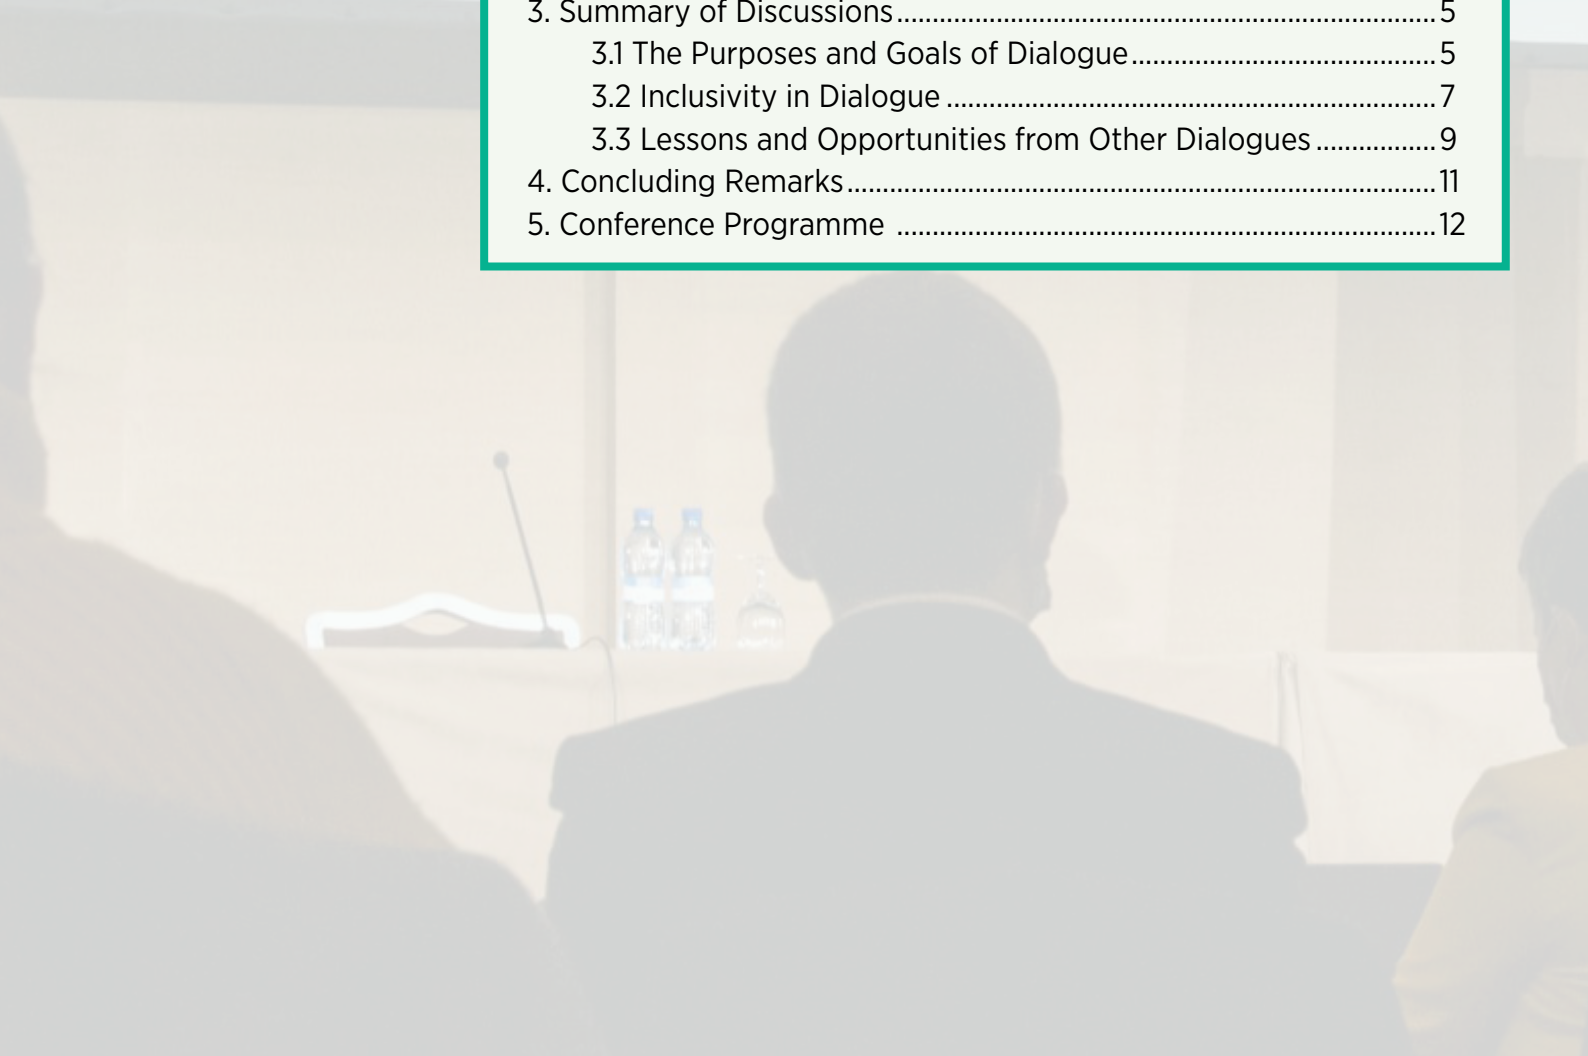 3. Summary of Discussions........................................................................5
3.1 The Purposes and Goals of Dialogue..........................................5
3.2 Inclusivity in Dialogue ....................................................................7
3.3 Lessons and Opportunities from Other Dialogues .................9
4. Concluding Remarks...................................................................................11
5. Conference Programme ............................................................................12